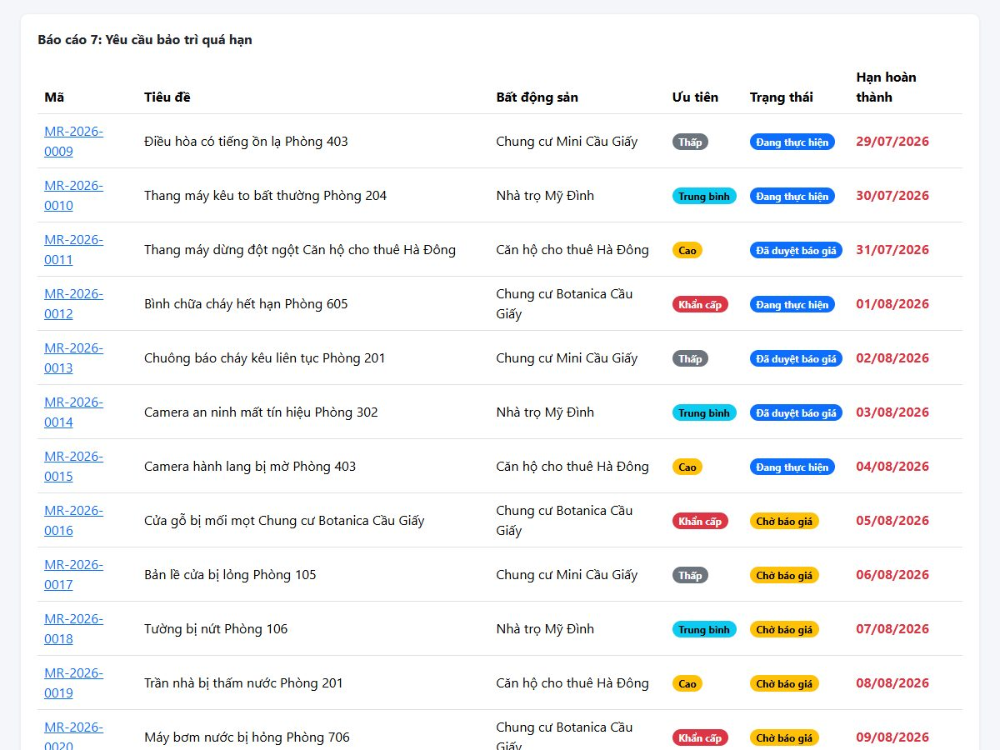 Báo cáo 7: Yêu cầu bảo trì quá hạn
Mã Tiêu đề Bất động sản Ưu tiên Trạng thái Hạn hoàn thành
MR-2026-0009 Điều hòa có tiếng ồn lạ Phòng 403 Chung cư Mini Cầu Giấy Thấp Đang thực hiện 29/07/2026
MR-2026-0010 Thang máy kêu to bất thường Phòng 204 Nhà trọ Mỹ Đình Trung bình Đang thực hiện 30/07/2026
MR-2026-0011 Thang máy dừng đột ngột Căn hộ cho thuê Hà Đông Căn hộ cho thuê Hà Đông Cao Đã duyệt báo giá 31/07/2026
MR-2026-0012 Bình chữa cháy hết hạn Phòng 605 Chung cư Botanica Cầu Giấy Khẩn cấp Đang thực hiện 01/08/2026
MR-2026-0013 Chuông báo cháy kêu liên tục Phòng 201 Chung cư Mini Cầu Giấy Thấp Đã duyệt báo giá 02/08/2026
MR-2026-0014 Camera an ninh mất tín hiệu Phòng 302 Nhà trọ Mỹ Đình Trung bình Đã duyệt báo giá 03/08/2026
MR-2026-0015 Camera hành lang bị mờ Phòng 403 Căn hộ cho thuê Hà Đông Cao Đang thực hiện 04/08/2026
MR-2026-0016 Cửa gỗ bị mối mọt Chung cư Botanica Cầu Giấy Chung cư Botanica Cầu Giấy Khẩn cấp Chờ báo giá 05/08/2026
MR-2026-0017 Bản lề cửa bị lỏng Phòng 105 Chung cư Mini Cầu Giấy Thấp Chờ báo giá 06/08/2026
MR-2026-0018 Tường bị nứt Phòng 106 Nhà trọ Mỹ Đình Trung bình Chờ báo giá 07/08/2026
MR-2026-0019 Trần nhà bị thấm nước Phòng 201 Căn hộ cho thuê Hà Đông Cao Chờ báo giá 08/08/2026
MR-2026-0020 Máy bơm nước bị hỏng Phòng 706 Chung cư Botanica Cầu Giấy Khẩn cấp Chờ báo giá 09/08/2026